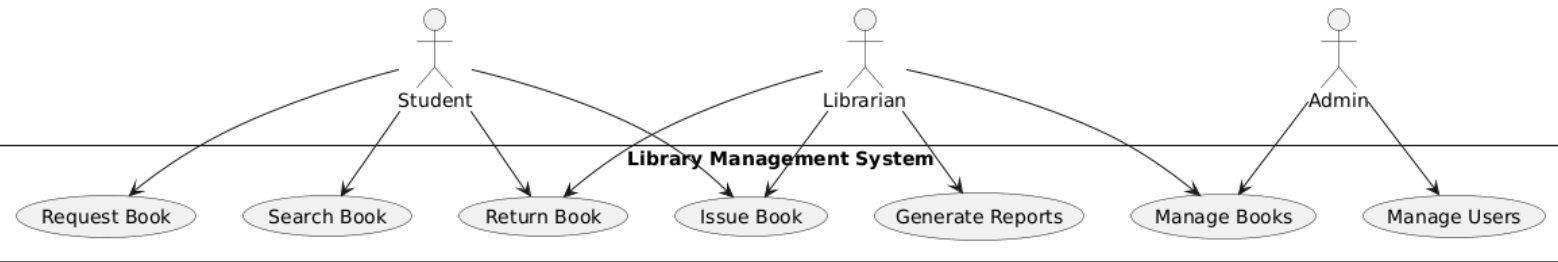 Student
Librarian
Admin
Library Management System
Request Book
Search Book
Return Book
Issue Book
Generate Reports
Manage Books
Manage Users